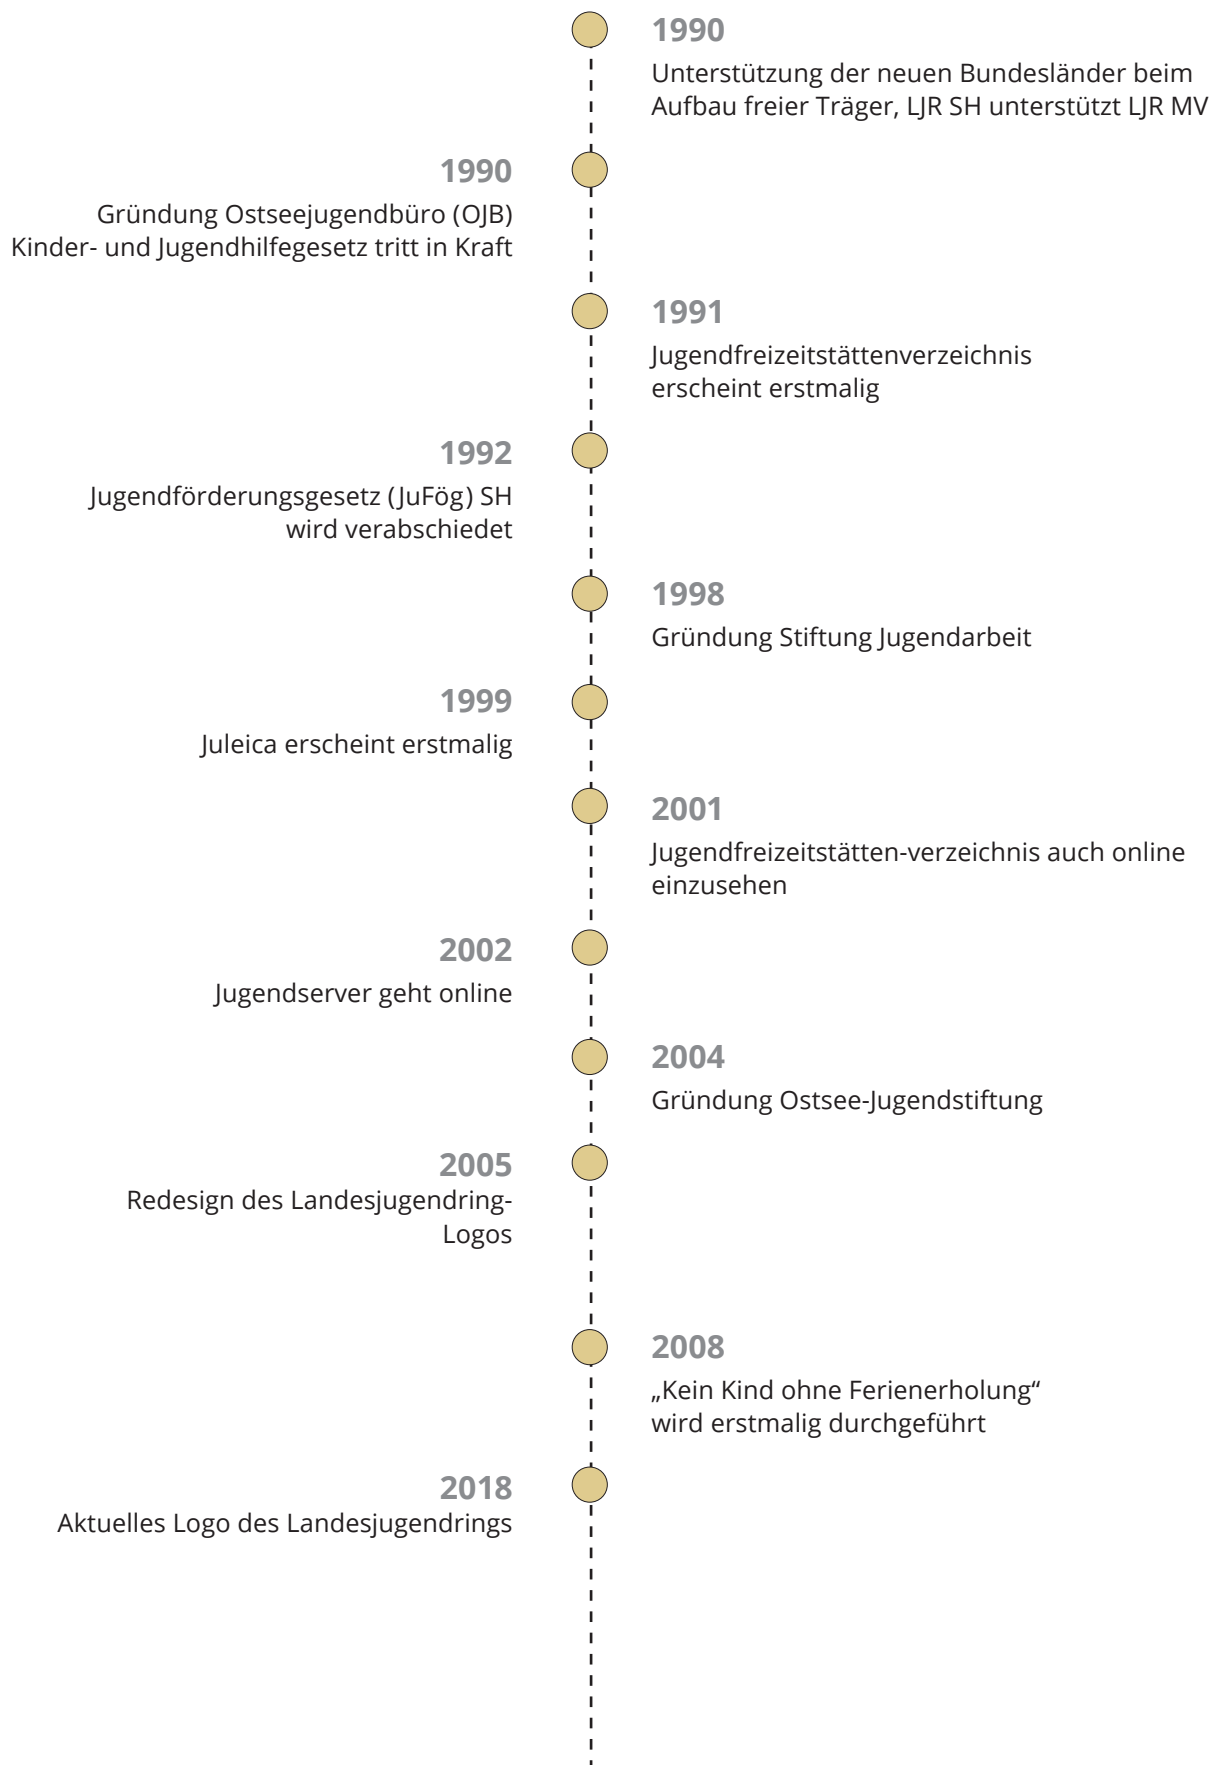 1990
Unterstützung der neuen Bundesländer beim
Aufbau freier Träger, LJR SH unterstützt LJR MV
1990
Gründung Ostseejugendbüro (OJB)
Kinder- und Jugendhilfegesetz tritt in Kraft
1991
Jugendfreizeitstättenverzeichnis
erscheint erstmalig
1992
Jugendförderungsgesetz (JuFög) SH
wird verabschiedet
1998
Gründung Stiftung Jugendarbeit
1999
Juleica erscheint erstmalig
2001
Jugendfreizeitstätten-verzeichnis auch online
einzusehen
2002
Jugendserver geht online
2004
Gründung Ostsee-Jugendstiftung
2005
Redesign des Landesjugendring-
Logos
2008
„Kein Kind ohne Ferienerholung“
wird erstmalig durchgeführt
2018
Aktuelles Logo des Landesjugendrings